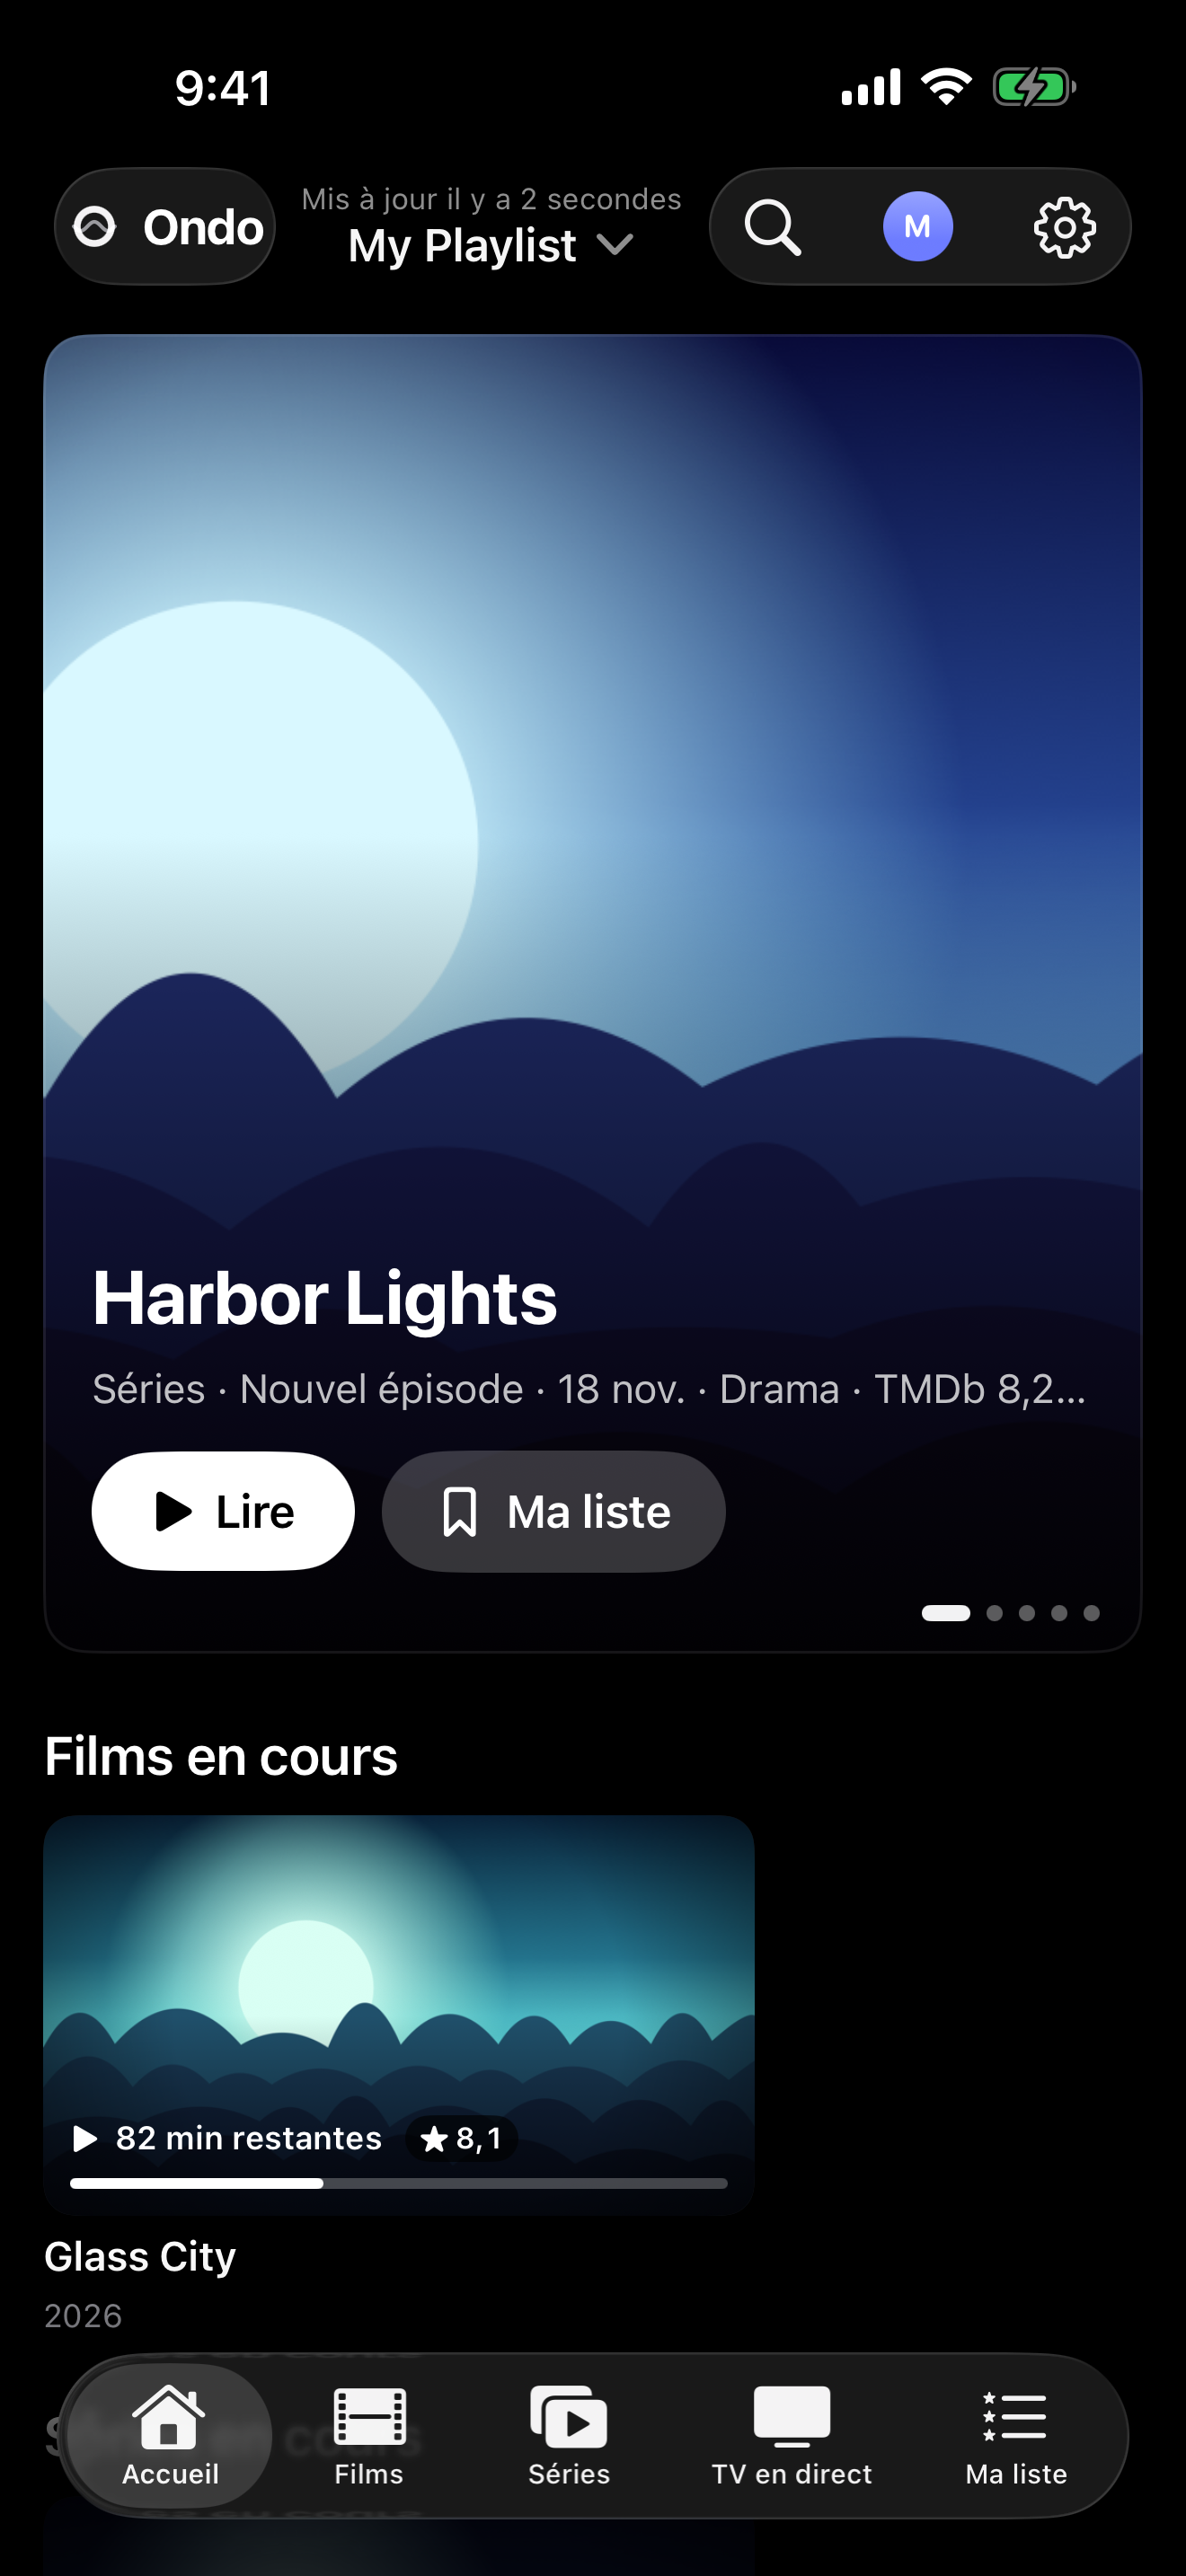 9:41
Ondo
Mis à jour il y a 2 secondes
My Playlist
M
Harbor Lights
Séries · Nouvel épisode · 18 nov. · Drama · TMDb 8,2...
Lire
Ma liste
Films en cours
82 min restantes
8,1
Glass City
2026
Accueil
Films
Séries
TV en direct
Ma liste